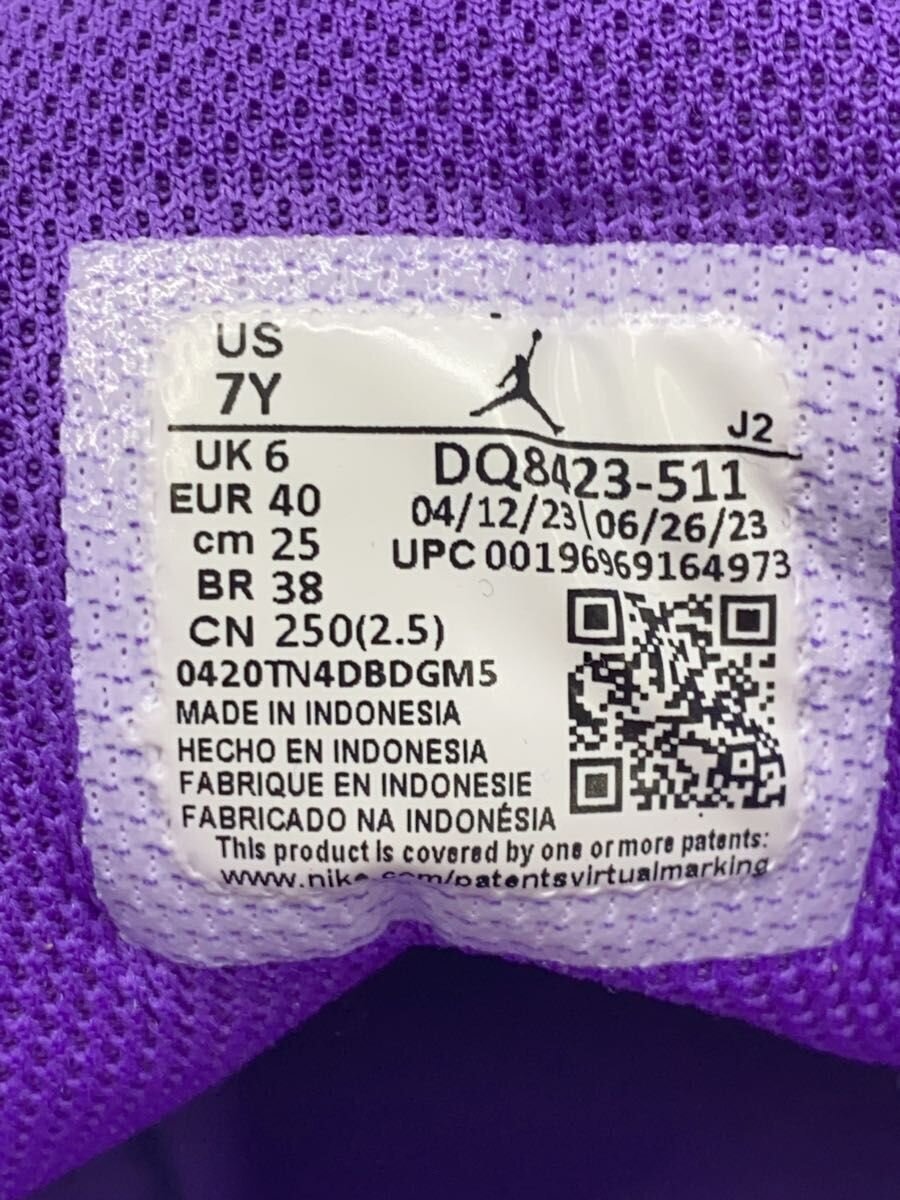 US
7Y
J2
UK 6
EUR 40
cm 25
BR 38
CN 250(2.5)
DQ8423-511
04/12/23\06/26/23
UPC 00196969164973
0420TN4DBDGM5
MADE IN INDONESIA
HECHO EN INDONESIA
FABRIQUE EN INDONESIE
FABRICADO NA INDONÉSIA
This product is covered by one or more patents:
www.nike.com/patentsvirtualmarking